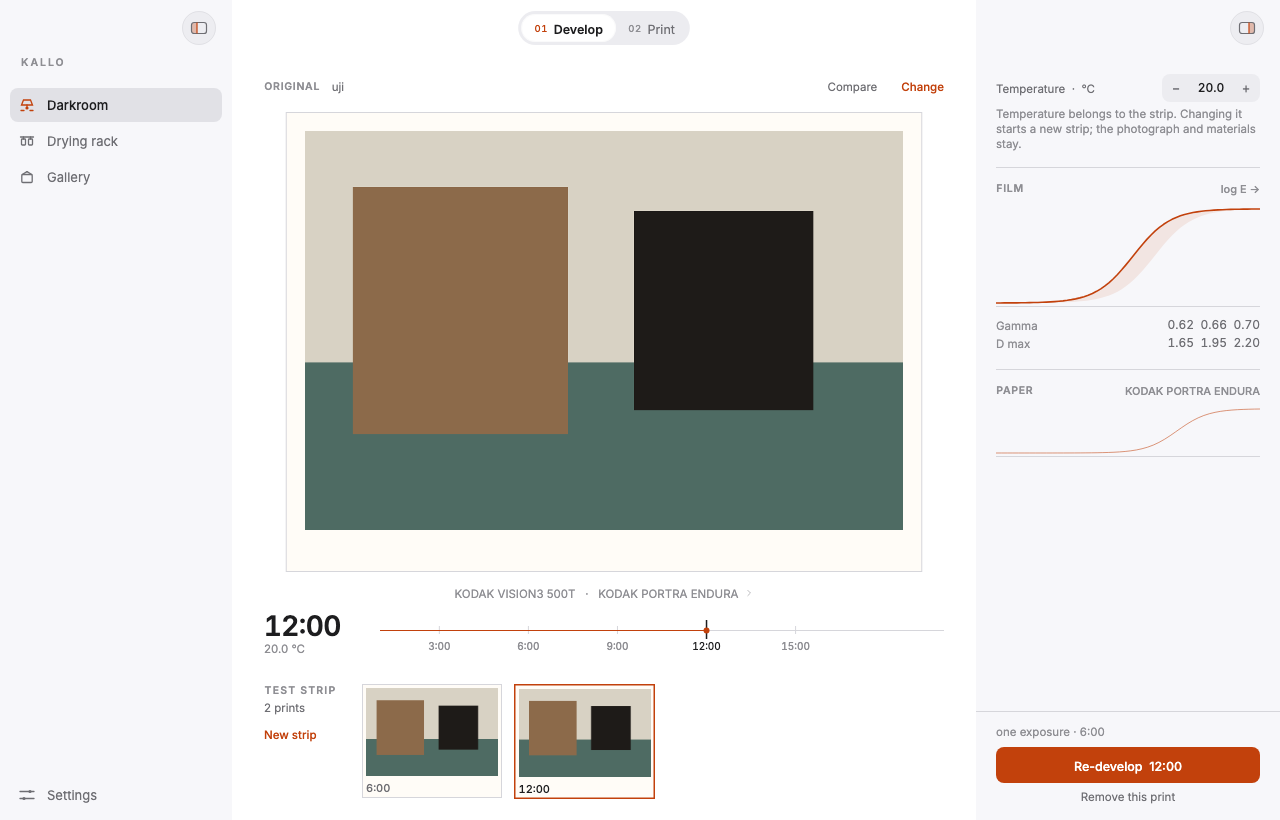 KALLO
Darkroom
Drying rack
Gallery
Settings
01 Develop 02 Print
ORIGINAL uji
Compare Change
KODAK VISION3 500T · KODAK PORTRA ENDURA >
12:00
20.0 °C
3:00 6:00 9:00 12:00 15:00
TEST STRIP
2 prints
New strip
6:00
12:00
Temperature · °C
− 20.0 +
Temperature belongs to the strip. Changing it
starts a new strip; the photograph and materials
stay.
FILM log E →
Gamma 0.62 0.66 0.70
D max 1.65 1.95 2.20
PAPER KODAK PORTRA ENDURA
one exposure · 6:00
Re-develop 12:00
Remove this print